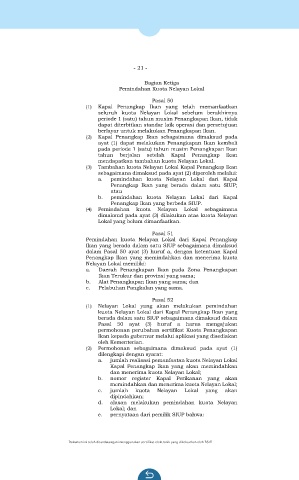 - 21 -
Bagian Ketiga
Pemindahan Kuota Nelayan Lokal
Pasal 50
(1) Kapal Penangkap Ikan yang telah memanfaatkan
seluruh kuota Nelayan Lokal sebelum berakhirnya
periode 1 (satu) tahun musim Penangkapan Ikan, tidak
dapat diterbitkan standar laik operasi dan persetujuan
berlayar untuk melakukan Penangkapan Ikan.
(2) Kapal Penangkap Ikan sebagaimana dimaksud pada
ayat (1) dapat melakukan Penangkapan Ikan kembali
pada periode 1 (satu) tahun musim Penangkapan Ikan
tahun berjalan setelah Kapal Penangkap Ikan
mendapatkan tambahan kuota Nelayan Lokal.
(3) Tambahan kuota Nelayan Lokal Kapal Penangkap Ikan
sebagaimana dimaksud pada ayat (2) diperoleh melalui:
a. pemindahan kuota Nelayan Lokal dari Kapal
Penangkap Ikan yang berada dalam satu SIUP;
atau
b. pemindahan kuota Nelayan Lokal dari Kapal
Penangkap Ikan yang berbeda SIUP.
(4) Pemindahan kuota Nelayan Lokal sebagaimana
dimaksud pada ayat (3) dilakukan atas kuota Nelayan
Lokal yang belum dimanfaatkan.
Pasal 51
Pemindahan kuota Nelayan Lokal dari Kapal Penangkap
Ikan yang berada dalam satu SIUP sebagaimana dimaksud
dalam Pasal 50 ayat (3) huruf a, dengan ketentuan Kapal
Penangkap Ikan yang memindahkan dan menerima kuota
Nelayan Lokal memiliki:
a. Daerah Penangkapan Ikan pada Zona Penangkapan
Ikan Terukur dan provinsi yang sama;
b. Alat Penangkapan Ikan yang sama; dan
c. Pelabuhan Pangkalan yang sama.
Pasal 52
(1) Nelayan Lokal yang akan melakukan pemindahan
kuota Nelayan Lokal dari Kapal Penangkap Ikan yang
berada dalam satu SIUP sebagaimana dimaksud dalam
Pasal 50 ayat (3) huruf a harus mengajukan
permohonan perubahan sertifikat Kuota Penangkapan
Ikan kepada gubernur melalui aplikasi yang disediakan
oleh Kementerian.
(2) Permohonan sebagaimana dimaksud pada ayat (1)
dilengkapi dengan syarat:
a. jumlah realisasi pemanfaatan kuota Nelayan Lokal
Kapal Penangkap Ikan yang akan memindahkan
dan menerima kuota Nelayan Lokal;
b. nomor register Kapal Perikanan yang akan
memindahkan dan menerima kuota Nelayan Lokal;
c. jumlah kuota Nelayan Lokal yang akan
dipindahkan;
d. alasan melakukan pemindahan kuota Nelayan
Lokal; dan
e. pernyataan dari pemilik SIUP bahwa: